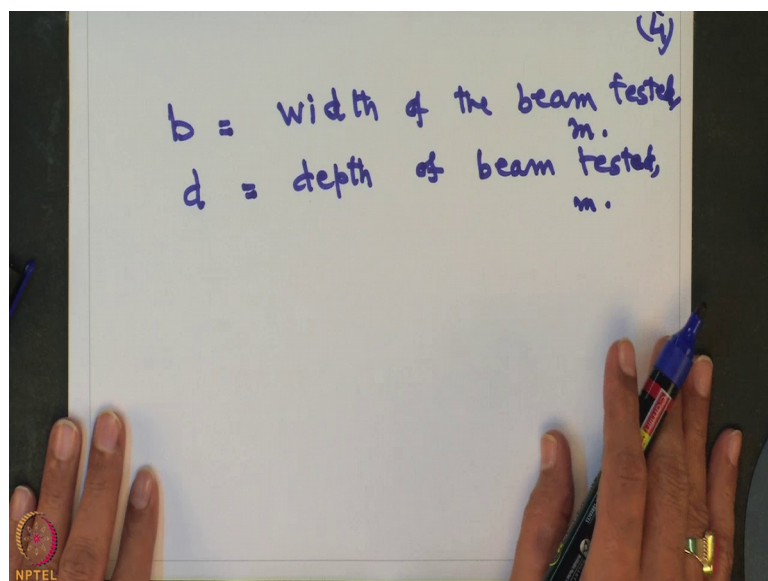 (4)
b = width of the beam tested,
m.
d = depth of beam tested,
m.
NPTEL